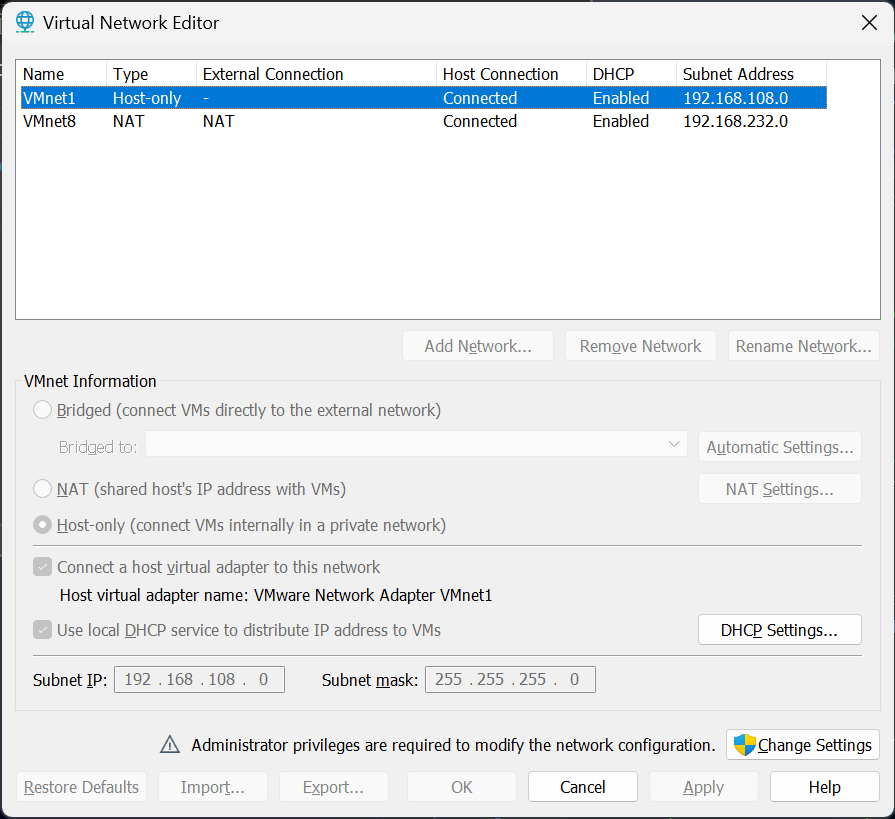 Virtual Network Editor
Name Type External Connection Host Connection DHCP Subnet Address
VMnet1 Host-only - Connected Enabled 192.168.108.0
VMnet8 NAT NAT Connected Enabled 192.168.232.0
Add Network... Remove Network Rename Network...
VMnet Information
Bridged (connect VMs directly to the external network)
Bridged to: Automatic Settings...
NAT (shared host's IP address with VMs) NAT Settings...
Host-only (connect VMs internally in a private network)
Connect a host virtual adapter to this network
Host virtual adapter name: VMware Network Adapter VMnet1
Use local DHCP service to distribute IP address to VMs DHCP Settings...
Subnet IP: 192 . 168 . 108 . 0 Subnet mask: 255 . 255 . 255 . 0
Administrator privileges are required to modify the network configuration. Change Settings
Restore Defaults Import... Export... OK Cancel Apply Help